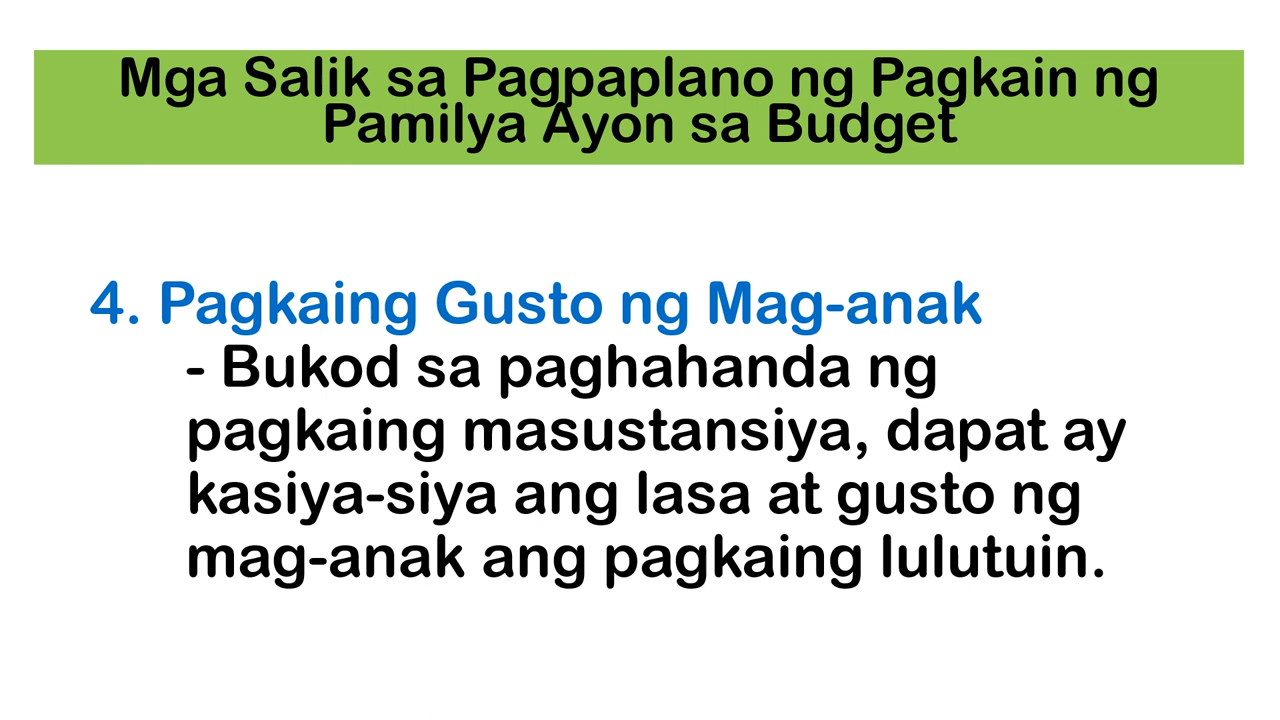 Mga Salik sa Pagpaplano ng Pagkain ng
Pamilya Ayon sa Budget
4. Pagkaing Gusto ng Mag-anak
- Bukod sa paghahanda ng
pagkaing masustansiya, dapat ay
kasiya-siya ang lasa at gusto ng
mag-anak ang pagkaing lulutuin.